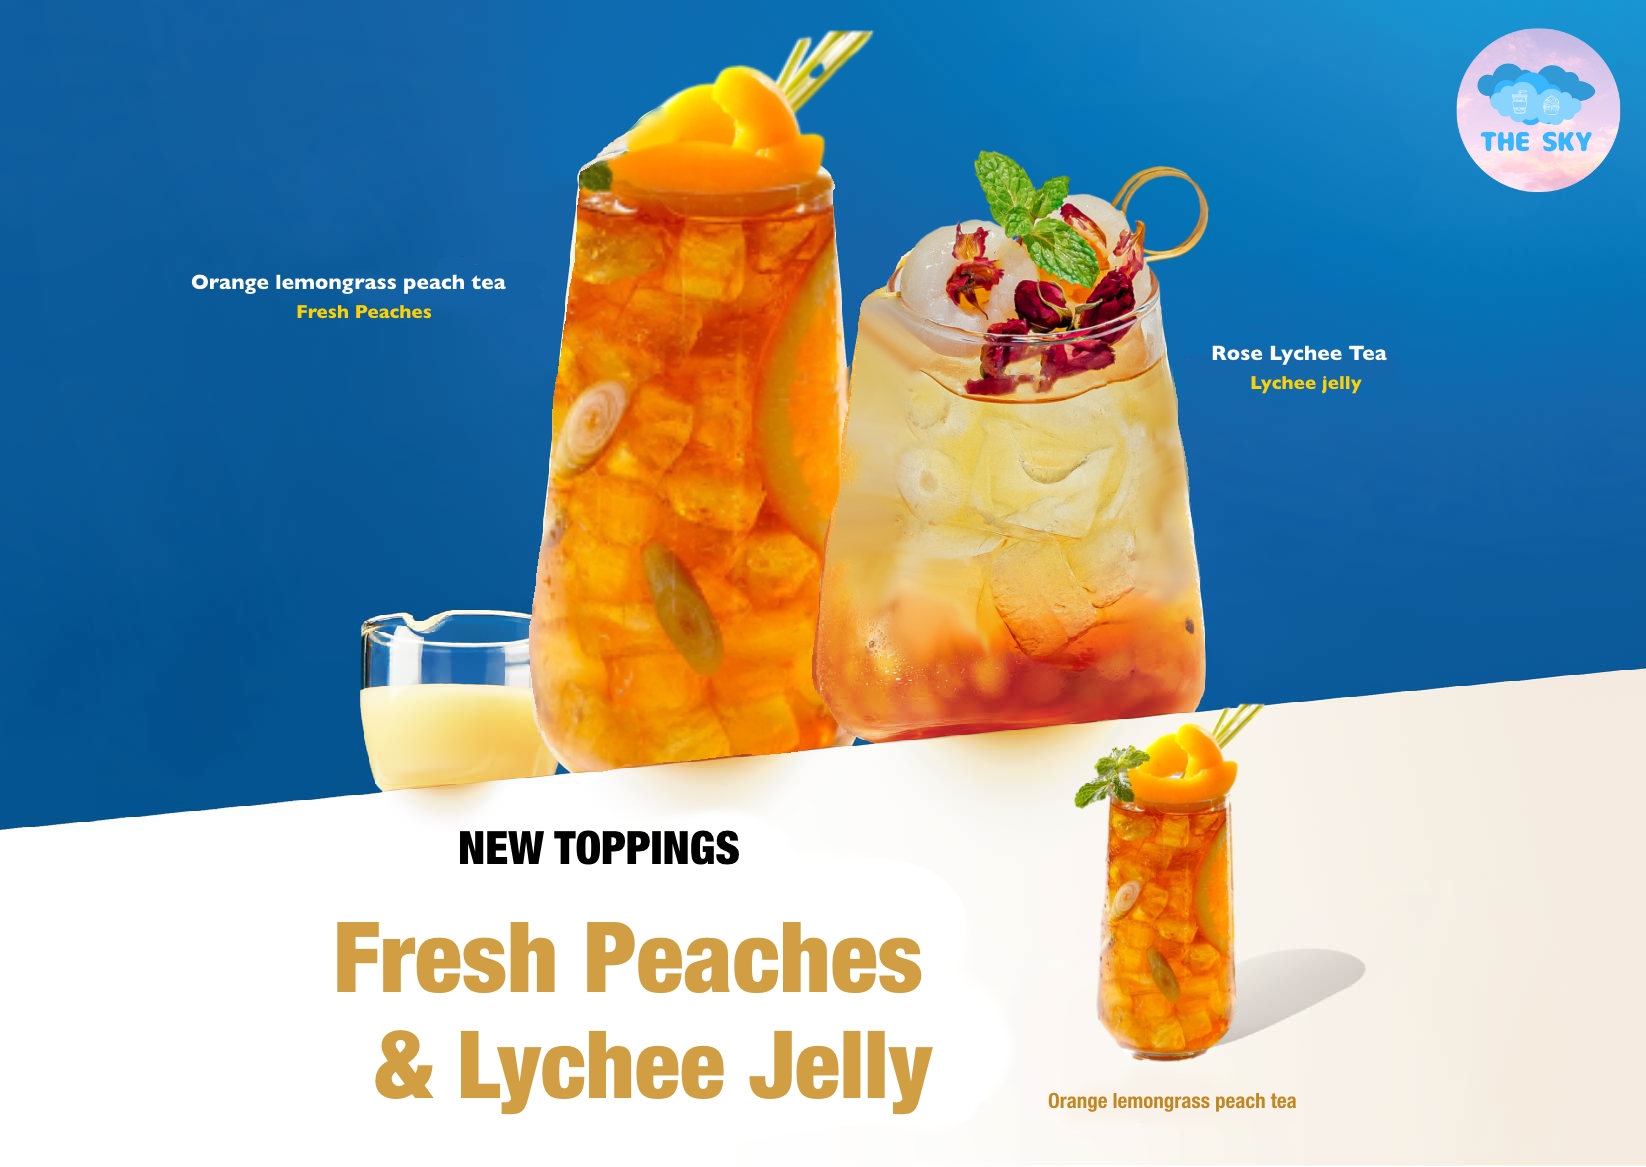 THE SKY
Orange lemongrass peach tea
Fresh Peaches
Rose Lychee Tea
Lychee jelly
NEW TOPPINGS
Fresh Peaches
& Lychee Jelly
Orange lemongrass peach tea